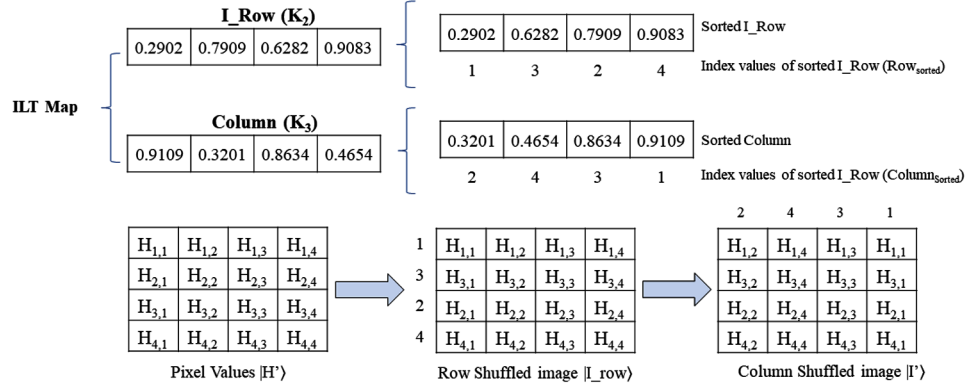 I_Row (K₂)
0.2902 0.7909 0.6282 0.9083
0.2902 0.6282 0.7909 0.9083 Sorted I_Row
1 3 2 4 Index values of sorted I_Row (Row_sorted)
ILT Map
Column (K₃)
0.9109 0.3201 0.8634 0.4654
0.3201 0.4654 0.8634 0.9109 Sorted Column
2 4 3 1 Index values of sorted I_Row (Column_Sorted)
H1,1 H1,2 H1,3 H1,4
H2,1 H2,2 H2,3 H2,4
H3,1 H3,2 H3,3 H3,4
H4,1 H4,2 H4,3 H4,4
Pixel Values |H’⟩
1 H1,1 H1,2 H1,3 H1,4
3 H3,1 H3,2 H3,3 H3,4
2 H2,1 H2,2 H2,3 H2,4
4 H4,1 H4,2 H4,3 H4,4
Row Shuffled image |I_row⟩
2 4 3 1
H1,2 H1,4 H1,3 H1,1
H3,2 H3,4 H3,3 H3,1
H2,2 H2,4 H2,3 H2,1
H4,2 H4,4 H4,3 H4,1
Column Shuffled image |I’⟩